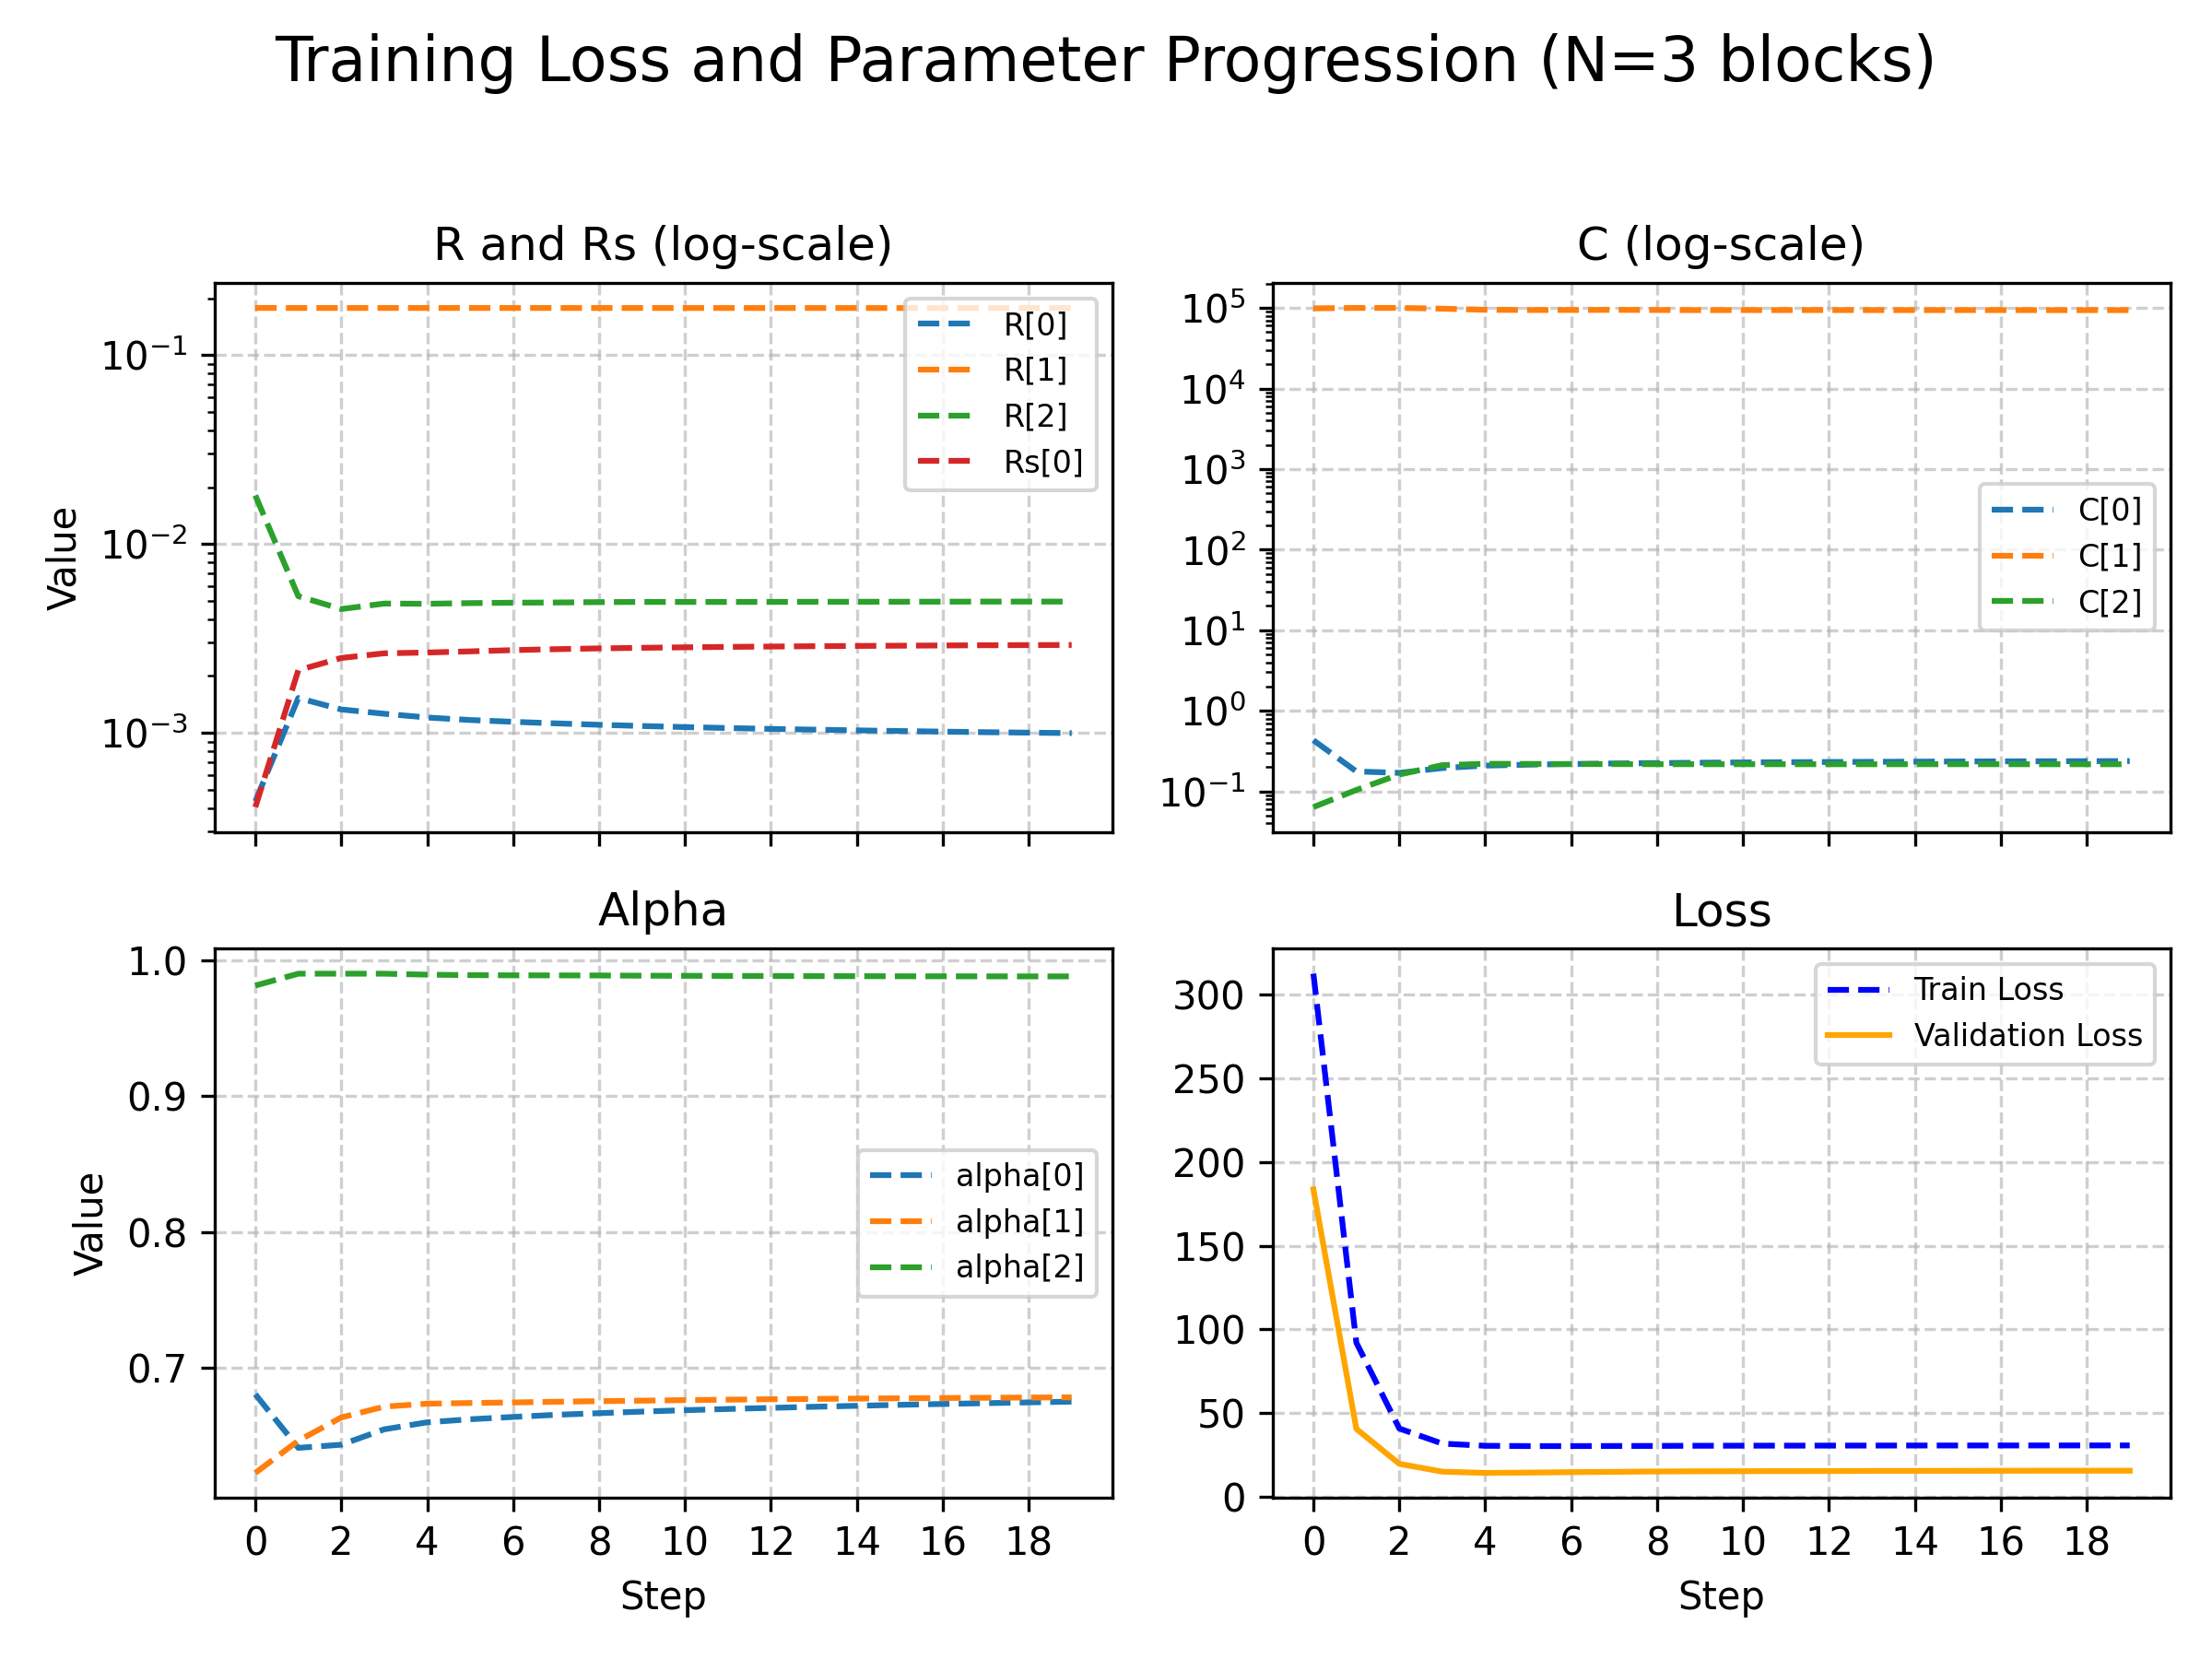 Training Loss and Parameter Progression (N=3 blocks)
R and Rs (log-scale)
Value
10⁻¹
10⁻²
10⁻³
R[0]
R[1]
R[2]
Rs[0]
C (log-scale)
10⁵
10⁴
10³
10²
10¹
10⁰
10⁻¹
C[0]
C[1]
C[2]
Alpha
Value
1.0
0.9
0.8
0.7
alpha[0]
alpha[1]
alpha[2]
0 2 4 6 8 10 12 14 16 18
Step
Loss
300
250
200
150
100
50
0
Train Loss
Validation Loss
0 2 4 6 8 10 12 14 16 18
Step